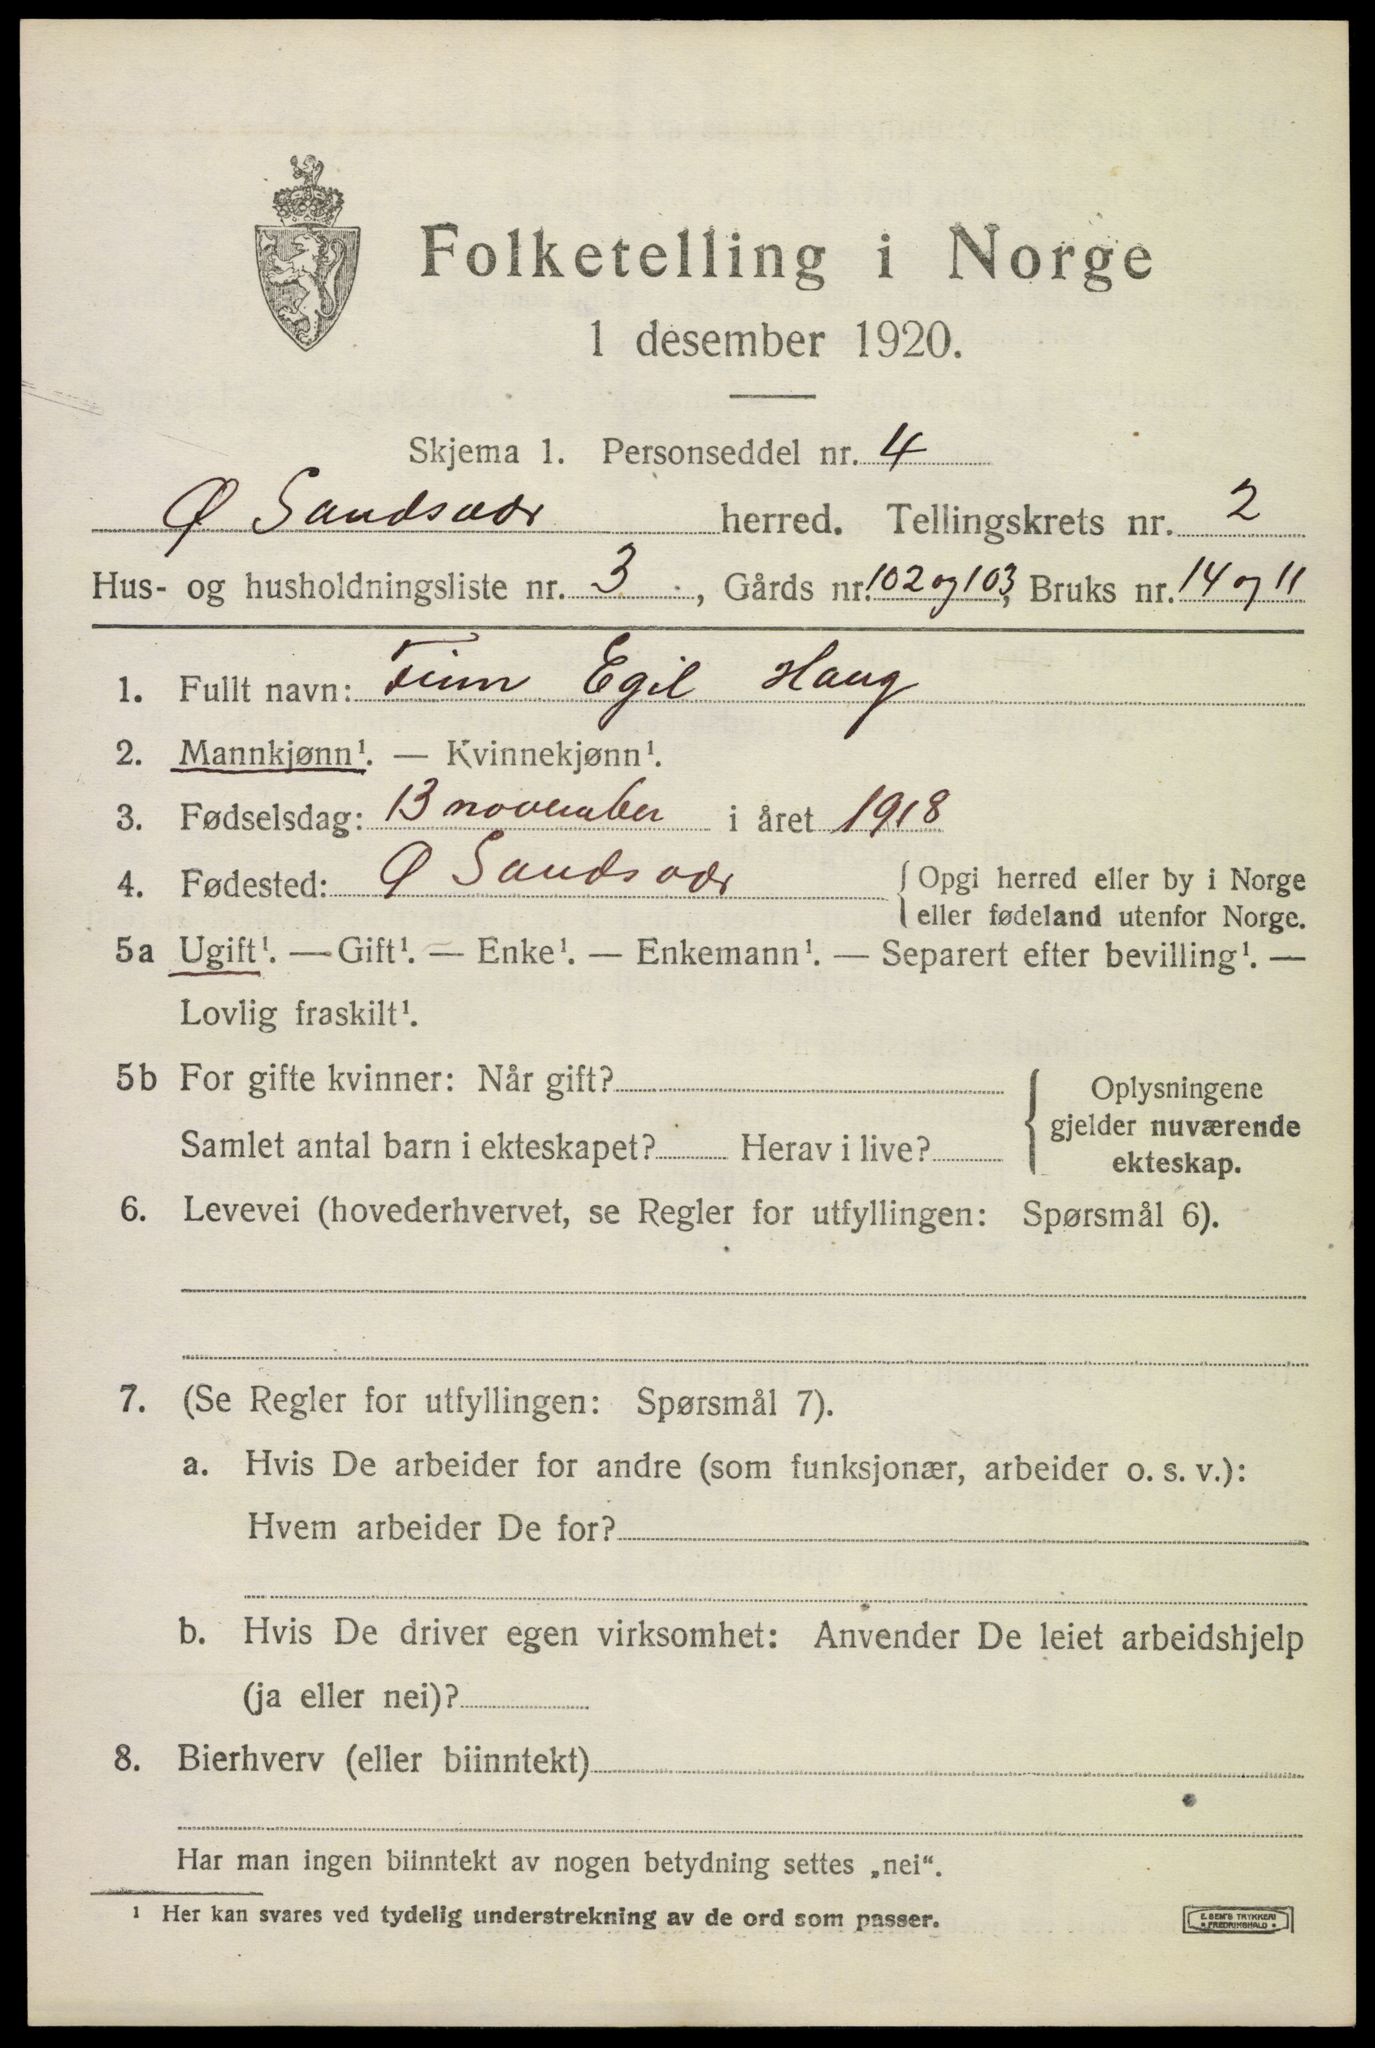 Folketelling i Norge
1 desember 1920.
Skjema 1. Personseddel nr. 4
Ø Sandsvær herred. Tellingskrets nr. 2
Hus- og husholdningsliste nr. 3, Gårds nr. 102 og 103, Bruks nr. 14 og 11
1. Fullt navn: Finn Egil Haug
2. Mannkjønn¹. — Kvinnekjønn¹.
3. Fødselsdag: 13 november i året 1918
4. Fødested: Ø Sandsvær { Opgi herred eller by i Norge
eller fødeland utenfor Norge.
5a Ugift¹. — Gift¹. — Enke¹. — Enkemann¹. — Separert efter bevilling¹. —
Lovlig fraskilt¹.
5b For gifte kvinner: Når gift? { Oplysningene
gjelder nuværende
Samlet antal barn i ekteskapet? Herav i live?
ekteskap.
6. Levevei (hovederhvervet, se Regler for utfyllingen: Spørsmål 6).
7. (Se Regler for utfyllingen: Spørsmål 7).
a. Hvis De arbeider for andre (som funksjonær, arbeider o. s. v.):
Hvem arbeider De for?
b. Hvis De driver egen virksomhet: Anvender De leiet arbeidshjelp
(ja eller nei)?
8. Bierhverv (eller biinntekt)
Har man ingen biinntekt av nogen betydning settes „nei“.
¹ Her kan svares ved tydelig understrekning av de ord som passer.
E. SEM'S TRYKKERI
• FREDRIKSHALD •